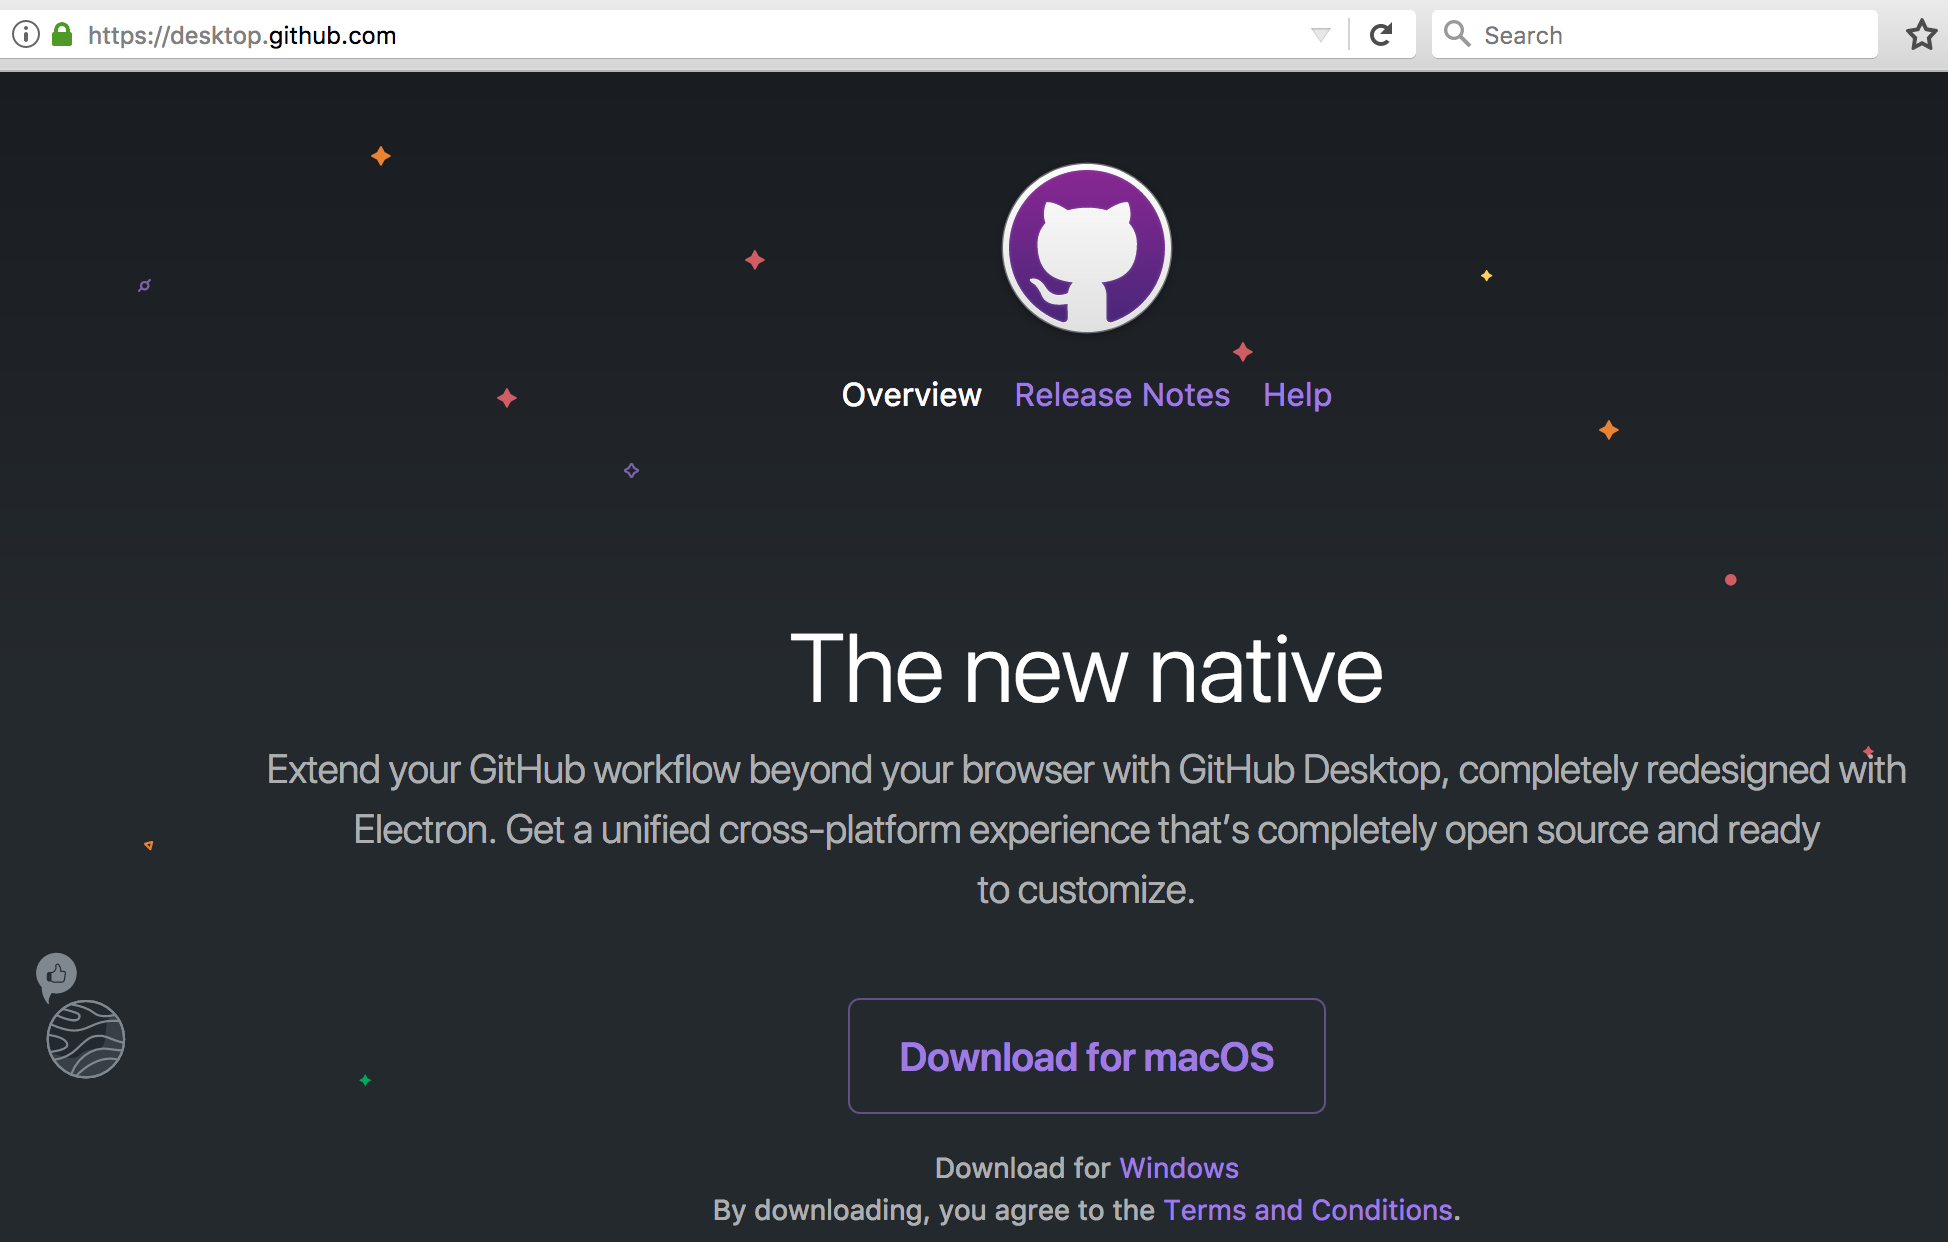 https://desktop.github.com
Search
Overview Release Notes Help
The new native
Extend your GitHub workflow beyond your browser with GitHub Desktop, completely redesigned with
Electron. Get a unified cross-platform experience that’s completely open source and ready
to customize.
Download for macOS
Download for Windows
By downloading, you agree to the Terms and Conditions.